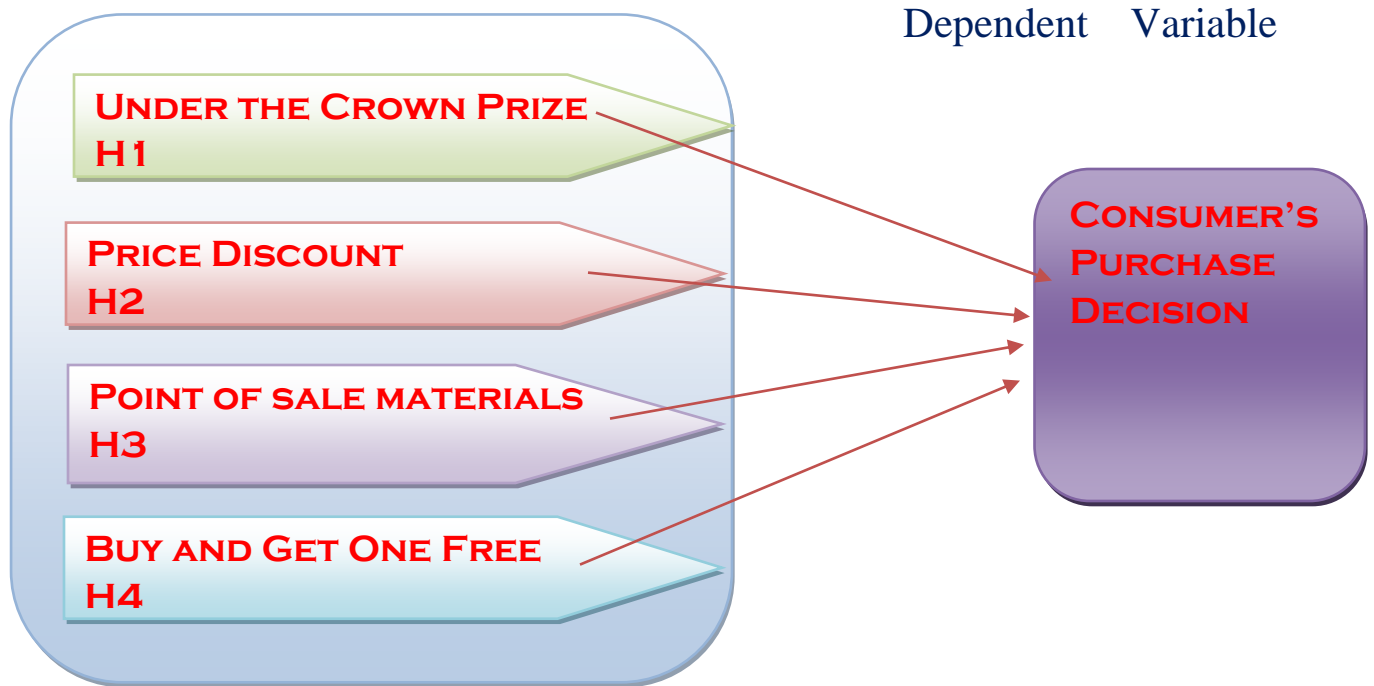 Dependent Variable
Under the Crown Prize
H1
Price Discount
H2
Point of sale materials
H3
Buy and Get One Free
H4
Consumer’s
Purchase
Decision